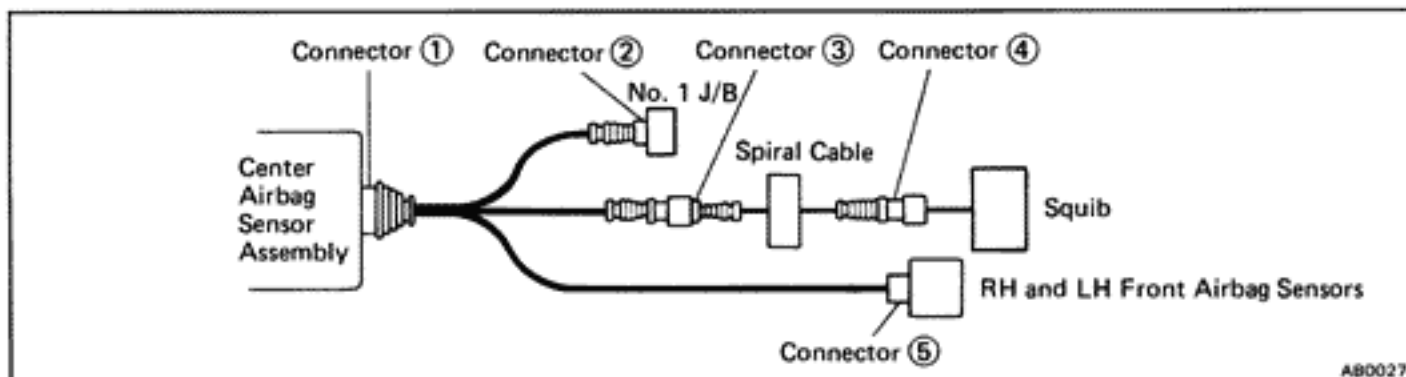 Connector ①
Connector ②
Connector ③
Connector ④
No. 1 J/B
Spiral Cable
Center
Airbag
Sensor
Assembly
Squib
RH and LH Front Airbag Sensors
Connector ⑤
AB0027